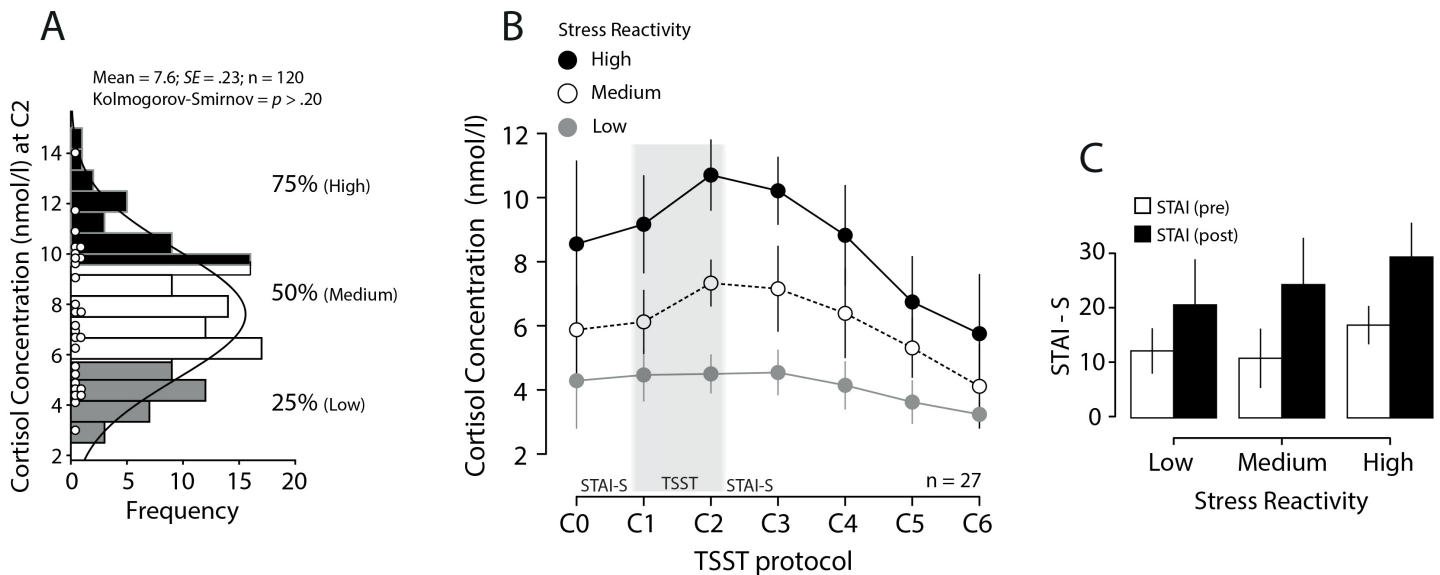 A
Mean = 7.6; SE = .23; n = 120
Kolmogorov-Smirnov = p > .20
Cortisol Concentration (nmol/l) at C2
14
12
10
8
6
4
2
75% (High)
50% (Medium)
25% (Low)
0 5 10 15 20
Frequency
B
Stress Reactivity
High
Medium
Low
Cortisol Concentration (nmol/l)
12
10
8
6
4
2
STAI-S TSST STAI-S n = 27
C0 C1 C2 C3 C4 C5 C6
TSST protocol
C
STAI (pre)
STAI (post)
STAI - S
30
20
10
0
Low Medium High
Stress Reactivity